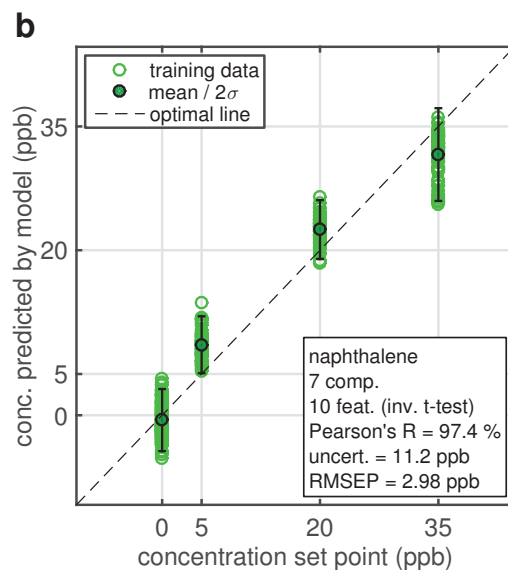 b
training data
mean / 2σ
optimal line
conc. predicted by model (ppb)
35
20
5
0
naphthalene
7 comp.
10 feat. (inv. t-test)
Pearson's R = 97.4 %
uncert. = 11.2 ppb
RMSEP = 2.98 ppb
0 5 20 35
concentration set point (ppb)